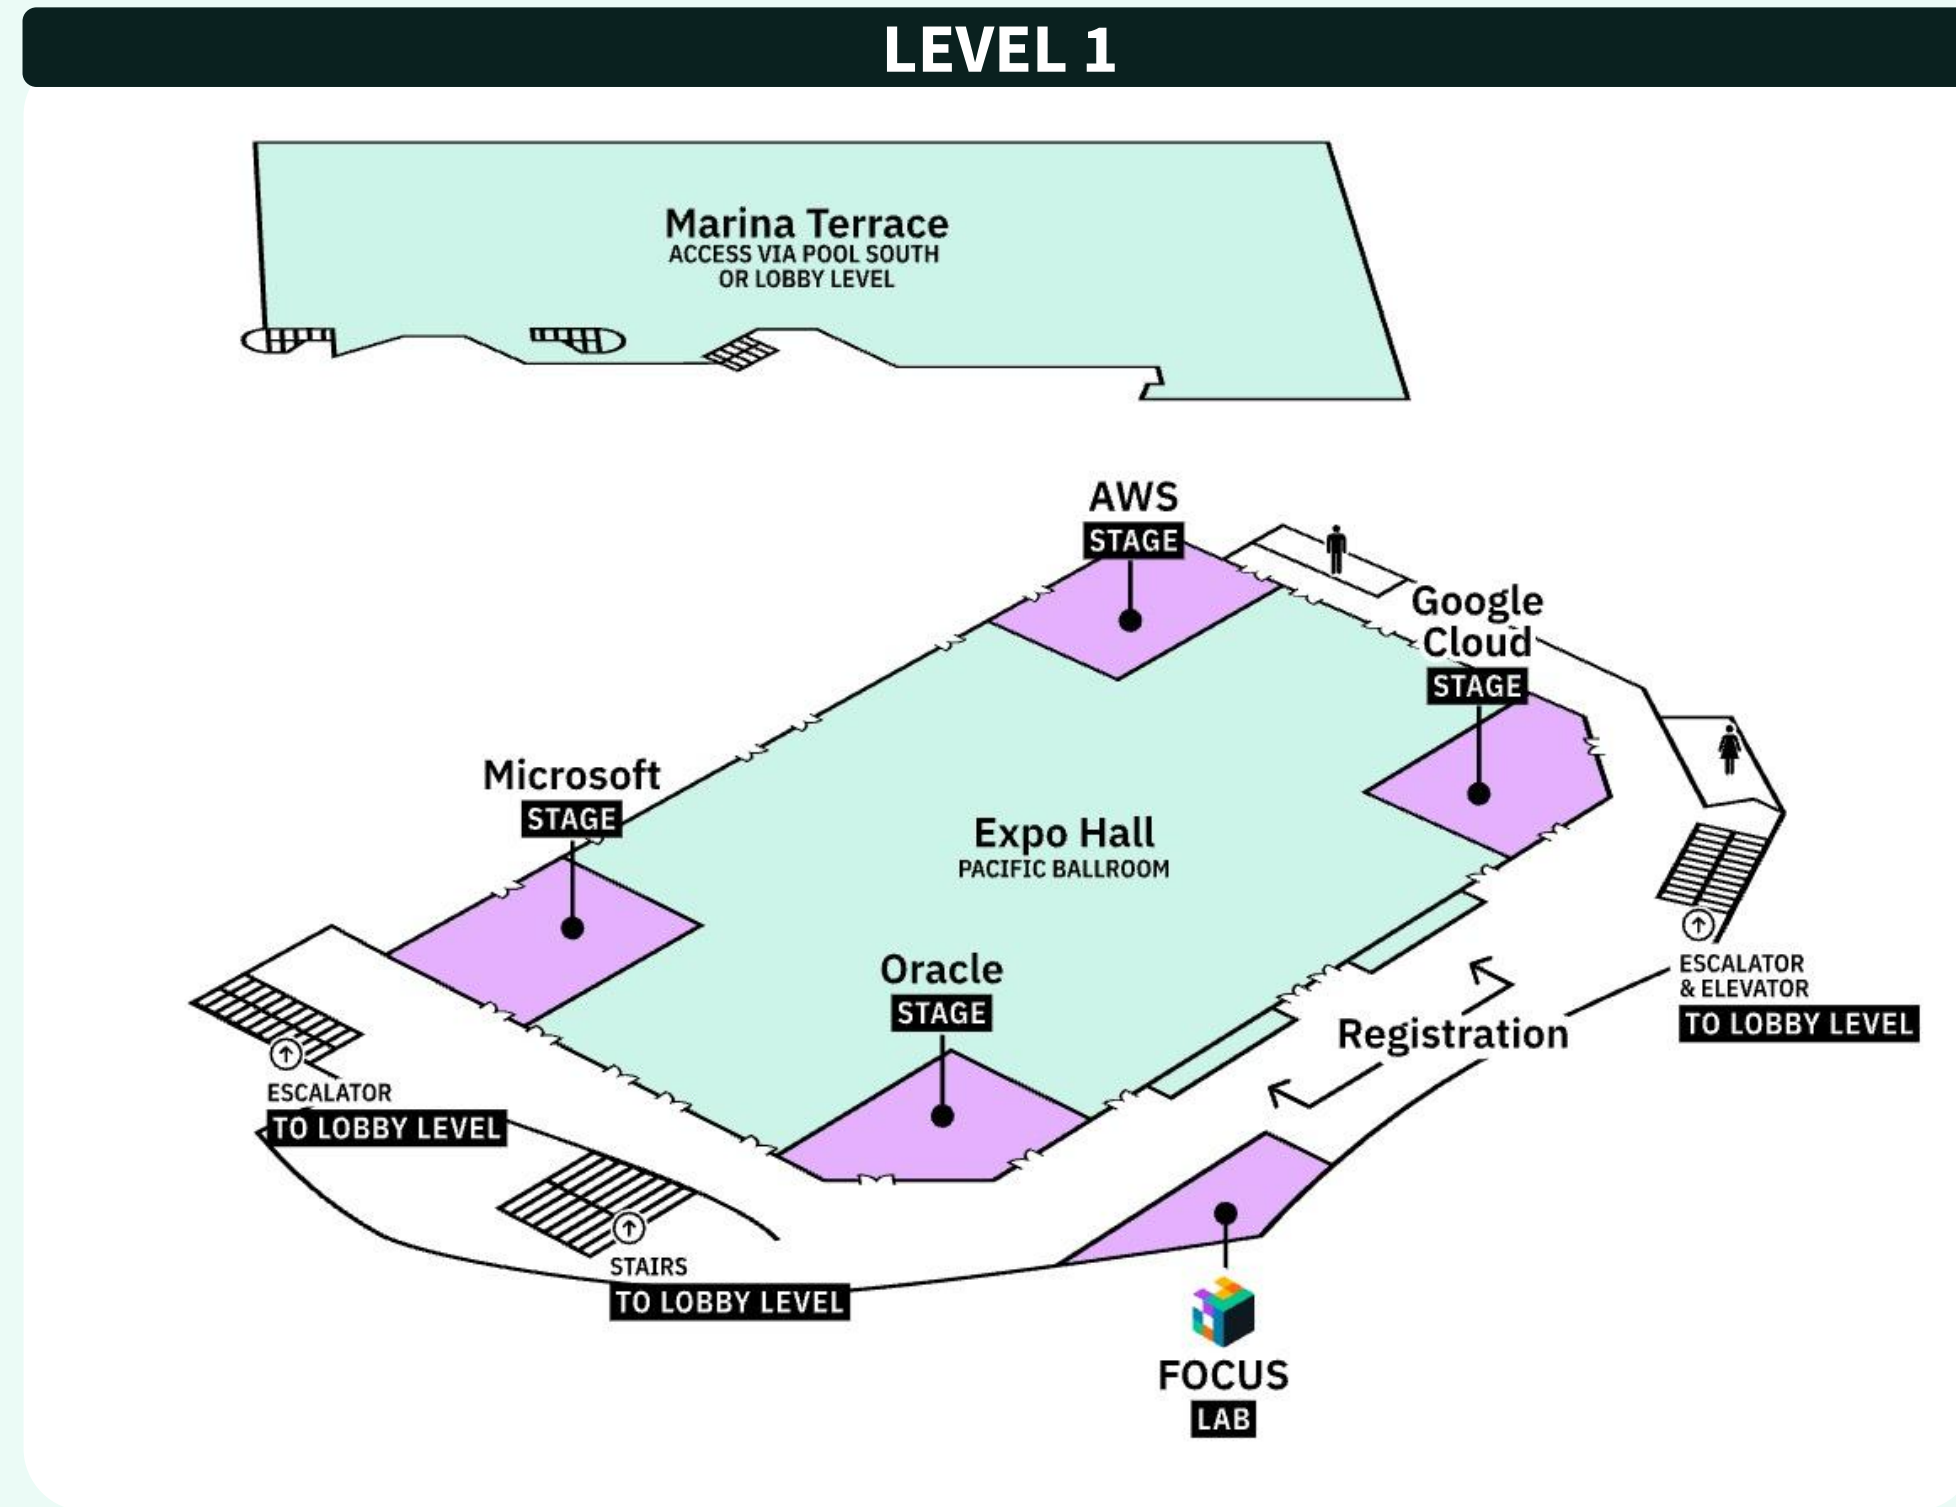 LEVEL 1
Marina Terrace
ACCESS VIA POOL SOUTH
OR LOBBY LEVEL
AWS
STAGE
Google
Cloud
STAGE
Microsoft
STAGE
Expo Hall
PACIFIC BALLROOM
Oracle
STAGE
ESCALATOR
& ELEVATOR
TO LOBBY LEVEL
Registration
ESCALATOR
TO LOBBY LEVEL
STAIRS
TO LOBBY LEVEL
FOCUS
LAB